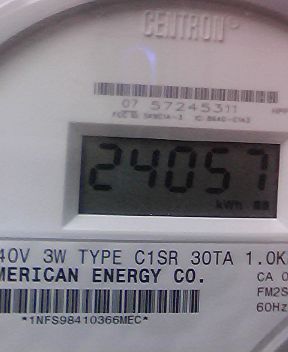 CENTRON®
07 57245311
24057
kWh
40V 3W TYPE C1SR 30TA 1.0K
MERICAN ENERGY CO.
CA 0
FM2S
60Hz
*1NFS98410366MEC*